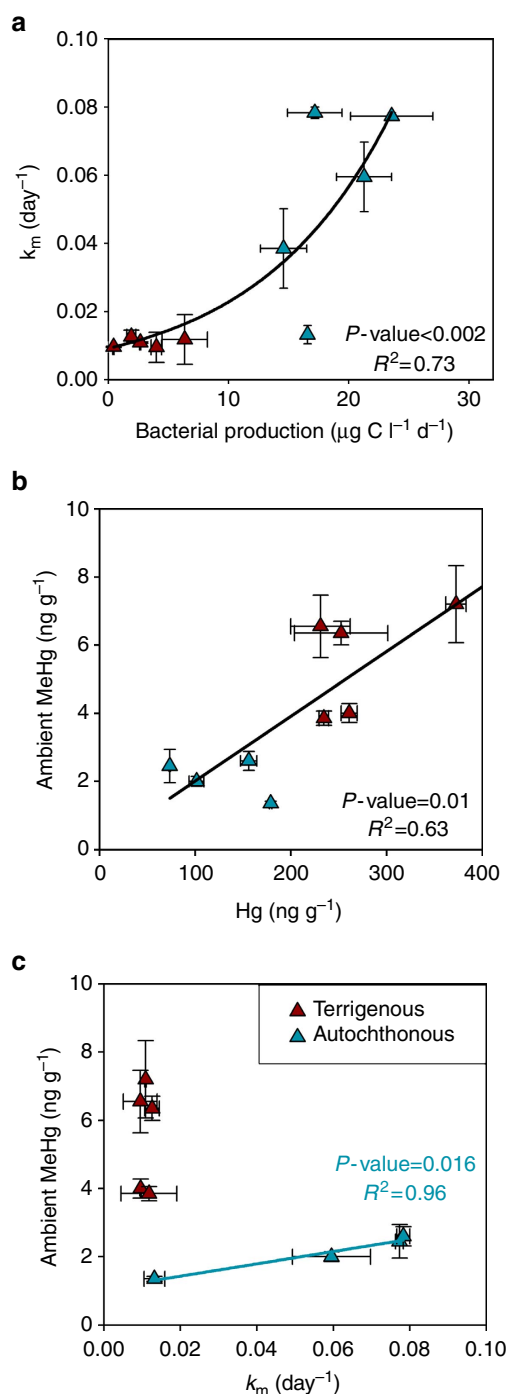 a
0.10
0.08
0.06
0.04
0.02
0.00
k_m (day⁻¹)
P-value<0.002
R²=0.73
0
10
20
30
Bacterial production (μg C l⁻¹ d⁻¹)
b
10
8
6
4
2
0
Ambient MeHg (ng g⁻¹)
P-value=0.01
R²=0.63
0
100
200
300
400
Hg (ng g⁻¹)
c
10
8
6
4
2
0
Ambient MeHg (ng g⁻¹)
Terrigenous
Autochthonous
P-value=0.016
R²=0.96
0.00
0.02
0.04
0.06
0.08
0.10
k_m (day⁻¹)